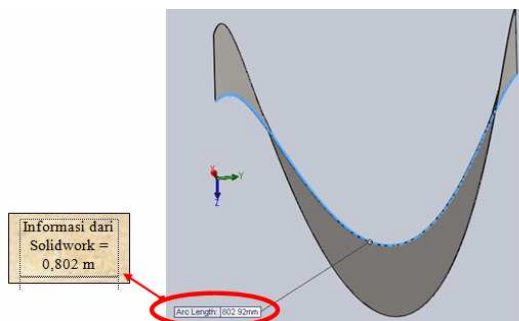 Informasi dari
Solidwork =
0,802 m
X
Y
Z
Arc Length: 802.92mm